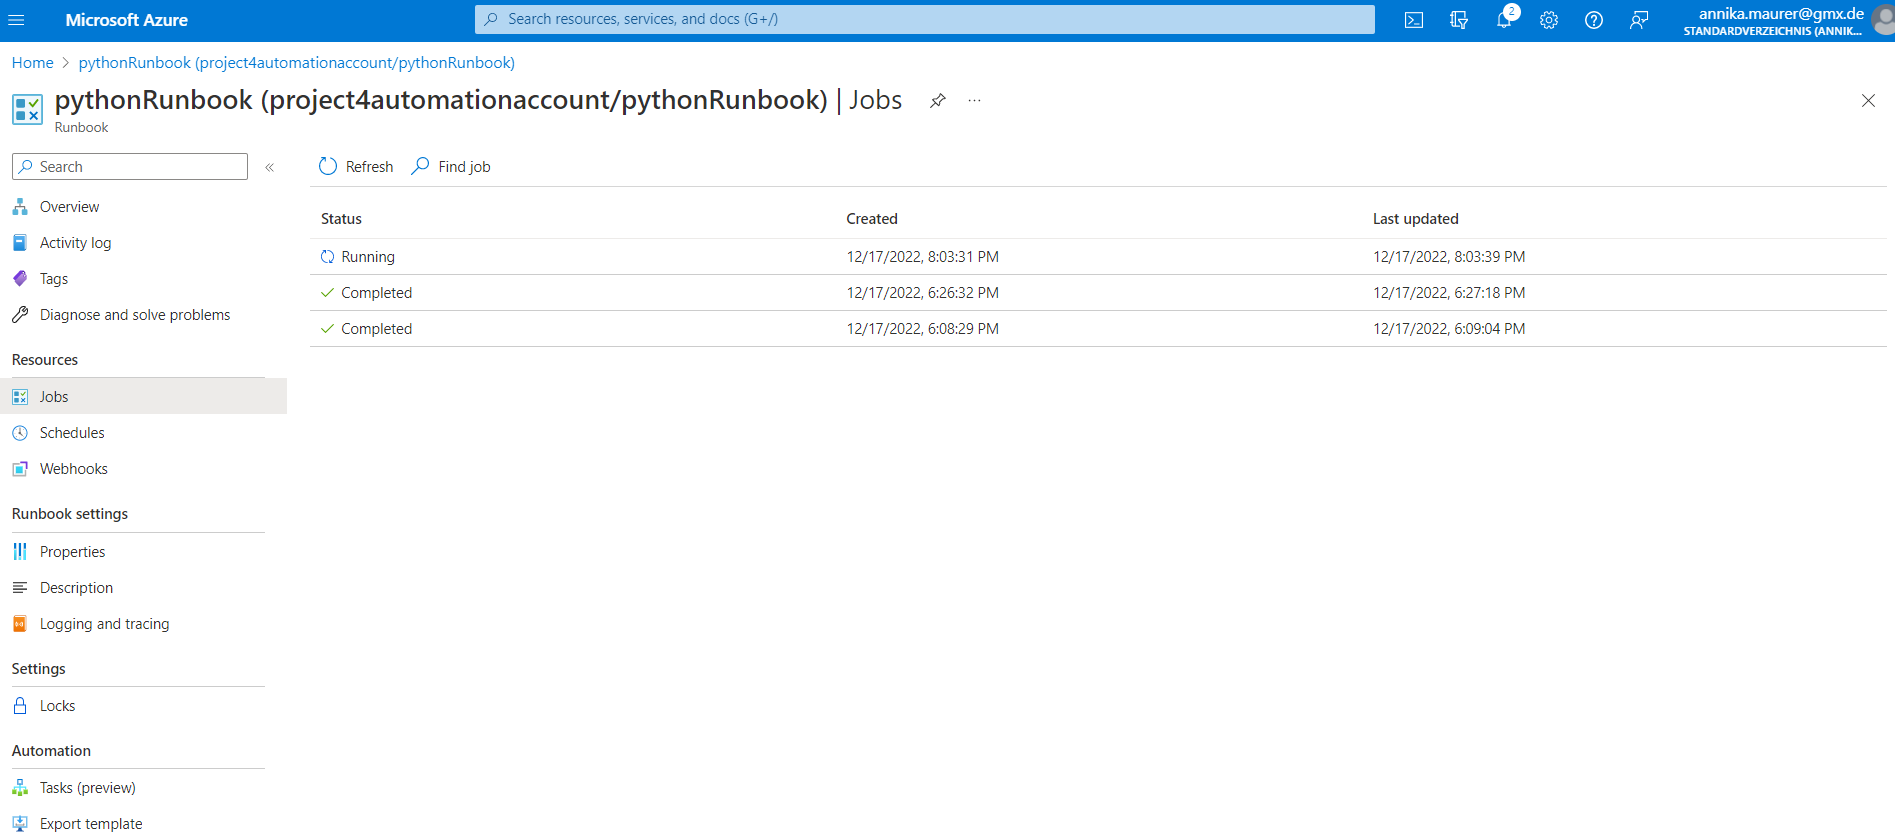 Microsoft Azure
Search resources, services, and docs (G+/)
2
annika.maurer@gmx.de
STANDARDVERZEICHNIS (ANNIK...
Home > pythonRunbook (project4automationaccount/pythonRunbook)
pythonRunbook (project4automationaccount/pythonRunbook) | Jobs ...
Runbook
Search
«
Refresh
Find job
Overview
Activity log
Tags
Diagnose and solve problems
Resources
Jobs
Schedules
Webhooks
Runbook settings
Properties
Description
Logging and tracing
Settings
Locks
Automation
Tasks (preview)
Export template
Status Created Last updated
Running 12/17/2022, 8:03:31 PM 12/17/2022, 8:03:39 PM
Completed 12/17/2022, 6:26:32 PM 12/17/2022, 6:27:18 PM
Completed 12/17/2022, 6:08:29 PM 12/17/2022, 6:09:04 PM